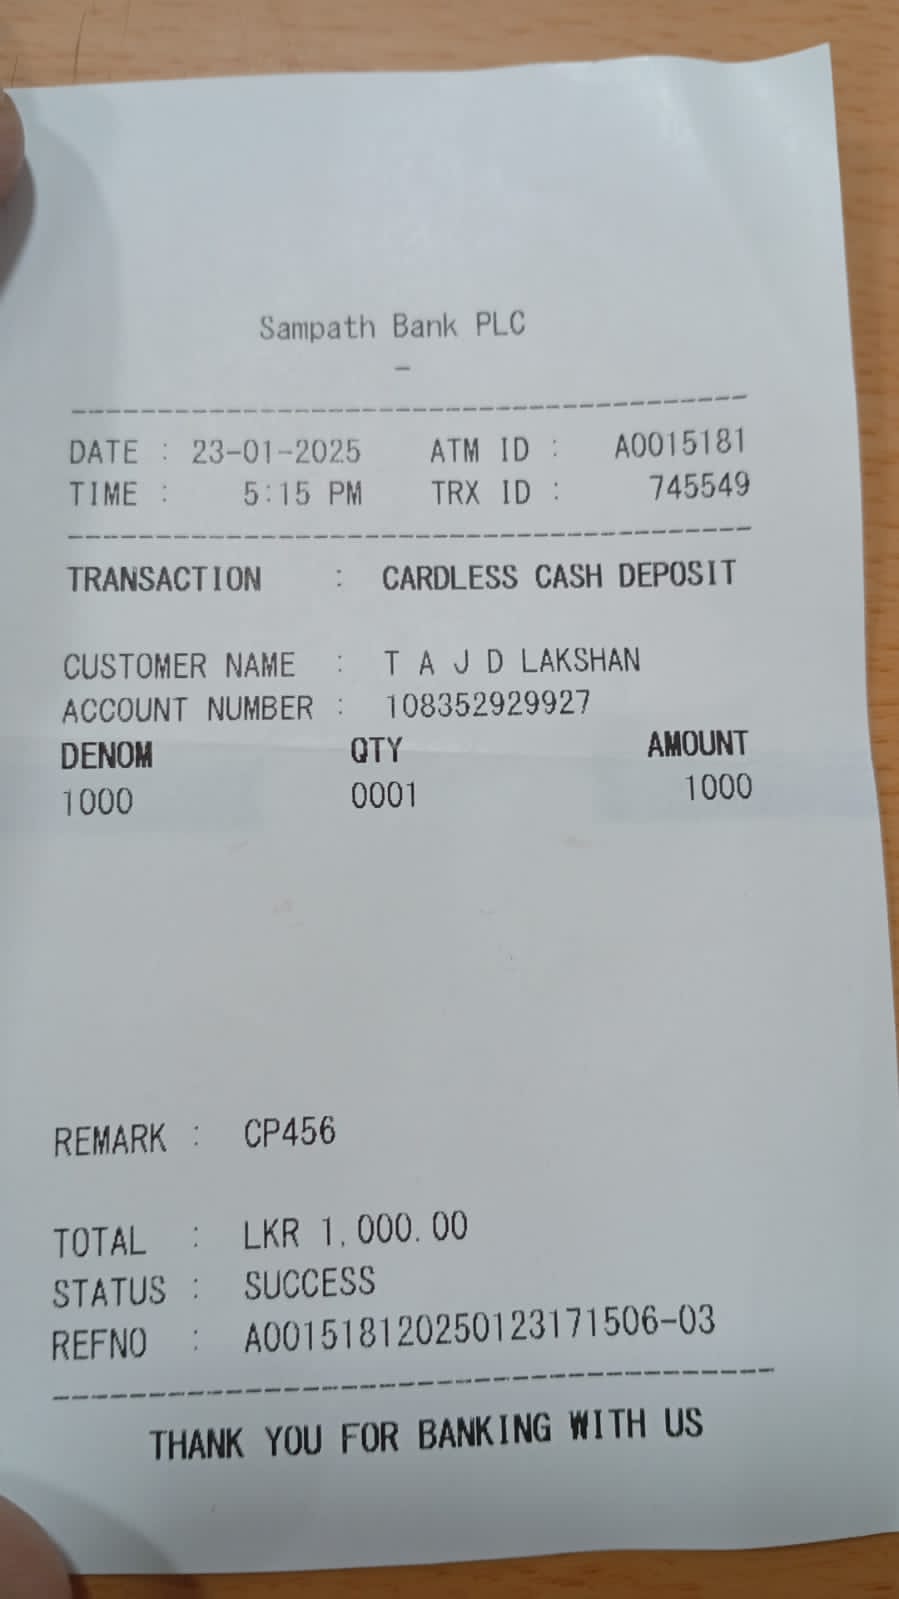 Sampath Bank PLC
-
DATE : 23-01-2025 ATM ID : A0015181
TIME : 5:15 PM TRX ID : 745549
TRANSACTION : CARDLESS CASH DEPOSIT
CUSTOMER NAME : T A J D LAKSHAN
ACCOUNT NUMBER : 108352929927
DENOM QTY AMOUNT
1000 0001 1000
REMARK : CP456
TOTAL : LKR 1,000.00
STATUS : SUCCESS
REFNO : A001518120250123171506-03
THANK YOU FOR BANKING WITH US